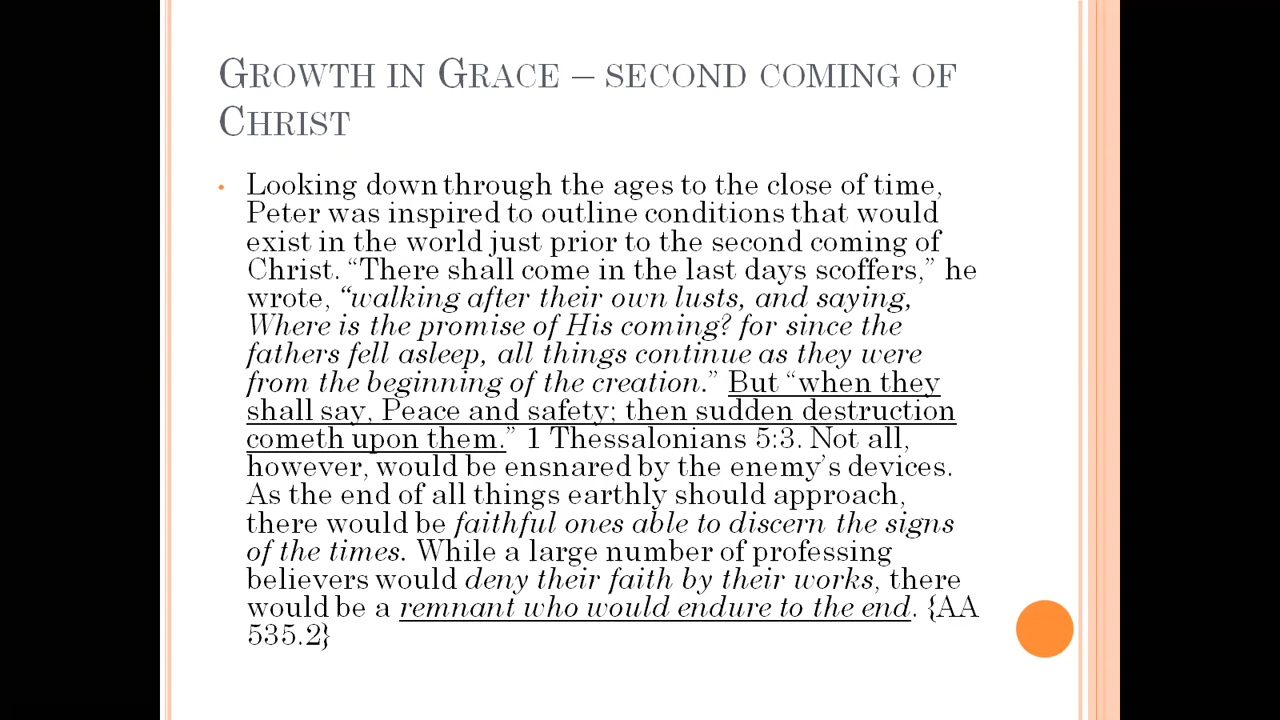 GROWTH IN GRACE – SECOND COMING OF
CHRIST
• Looking down through the ages to the close of time,
Peter was inspired to outline conditions that would
exist in the world just prior to the second coming of
Christ. “There shall come in the last days scoffers,” he
wrote, “walking after their own lusts, and saying,
Where is the promise of His coming? for since the
fathers fell asleep, all things continue as they were
from the beginning of the creation.” But “when they
shall say, Peace and safety; then sudden destruction
cometh upon them.” 1 Thessalonians 5:3. Not all,
however, would be ensnared by the enemy’s devices.
As the end of all things earthly should approach,
there would be faithful ones able to discern the signs
of the times. While a large number of professing
believers would deny their faith by their works, there
would be a remnant who would endure to the end. {AA
535.2}